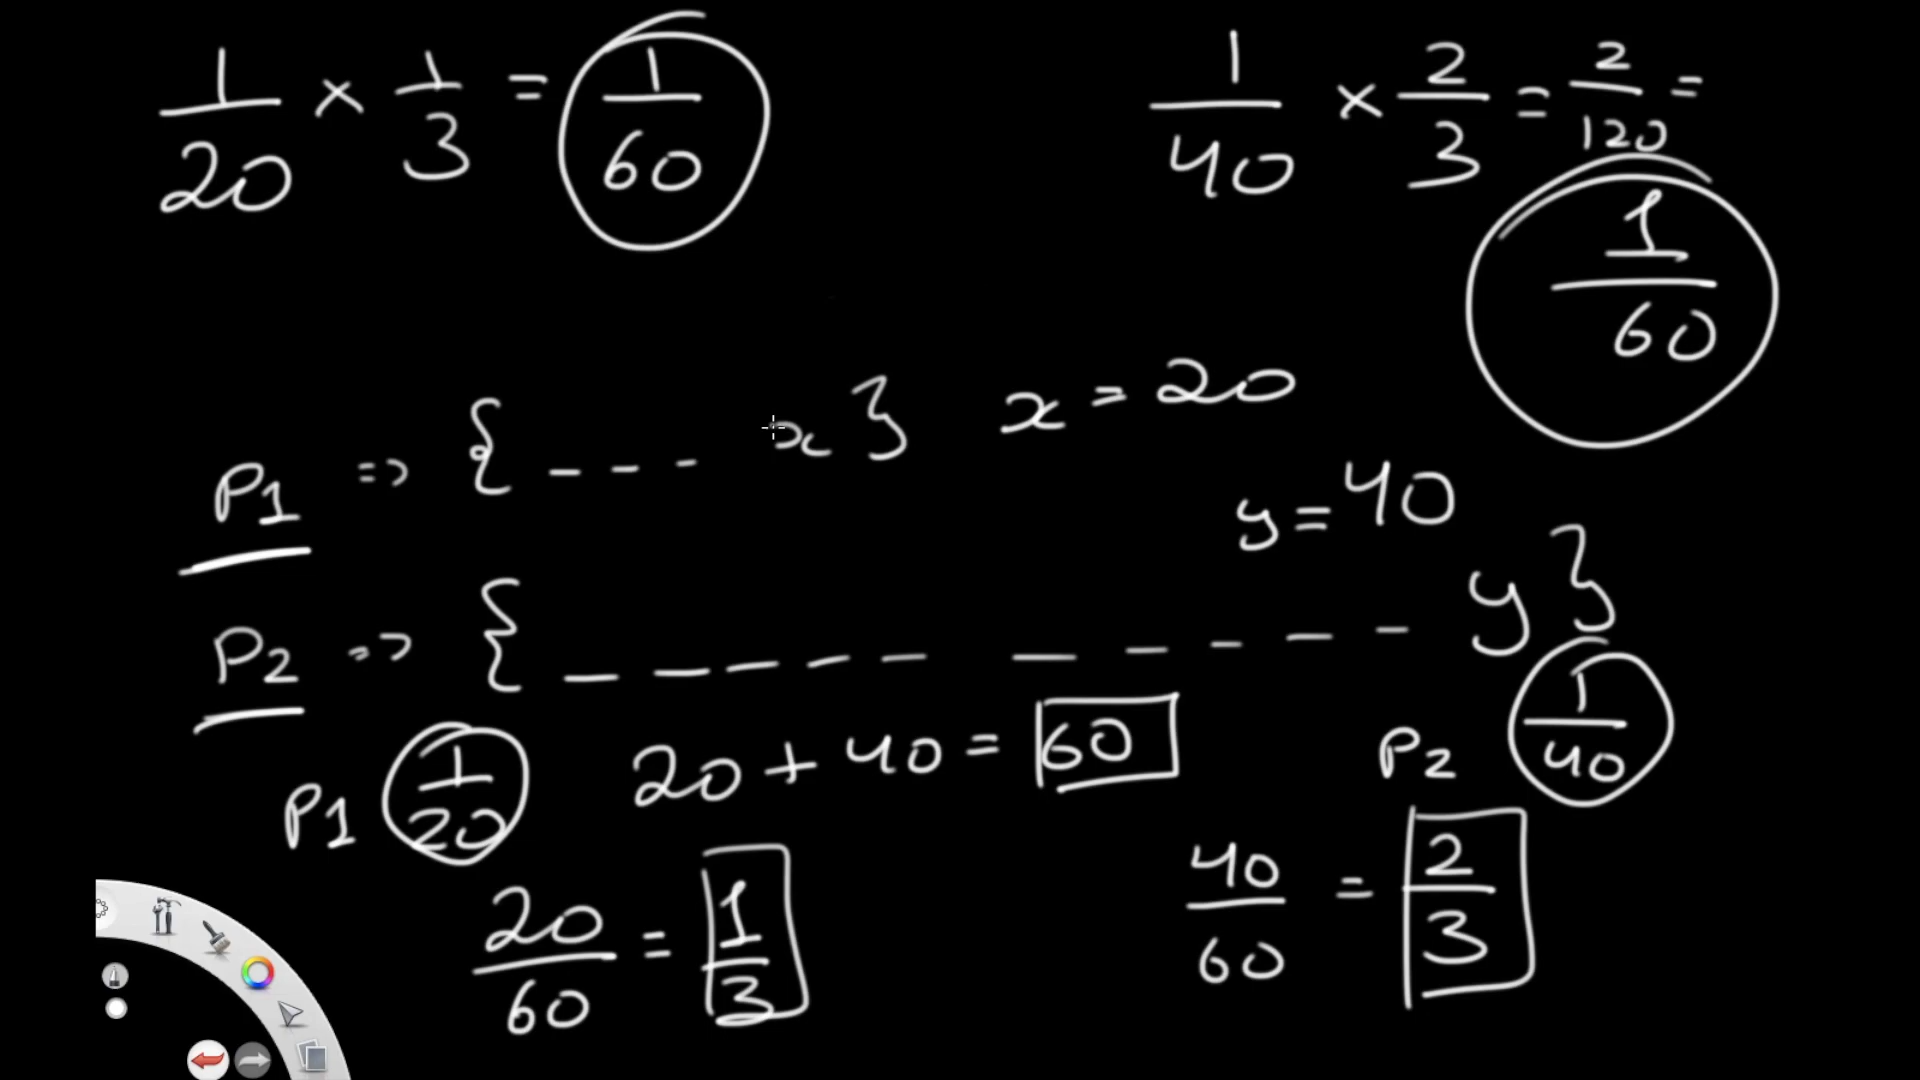 1/20 × 1/3 = 1/60
1/40 × 2/3 = 2/120 =
1/60
P1 => { - - - x } x = 20
y = 40
P2 => { - - - - - - - - - - y }
P1 1/20 20 + 40 = 60 P2 1/40
20/60 = 1/3 40/60 = 2/3